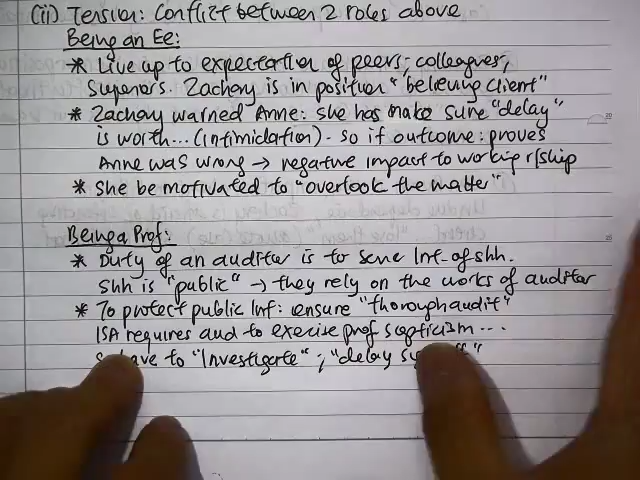 (ii) Tension: Conflict between 2 roles above
Being an Ee:
* Live up to expectation of peers, colleagues,
Superiors. Zachary is in position "believing client"
* Zachary warned Anne: she has make sure "delay"
is worth... (intimidation). So if outcome: proves
Anne was wrong → negative impact to working r/ship
* She be motivated to "overlook the matter"
Being a Prof:
* Duty of an auditor is to serve Int. of shh.
Shh is "public" → they rely on the works of auditor
* To protect public Int: ensure "thorough audit"
ISA requires aud to exercise prof scepticism ...
to "Investigate", "delay